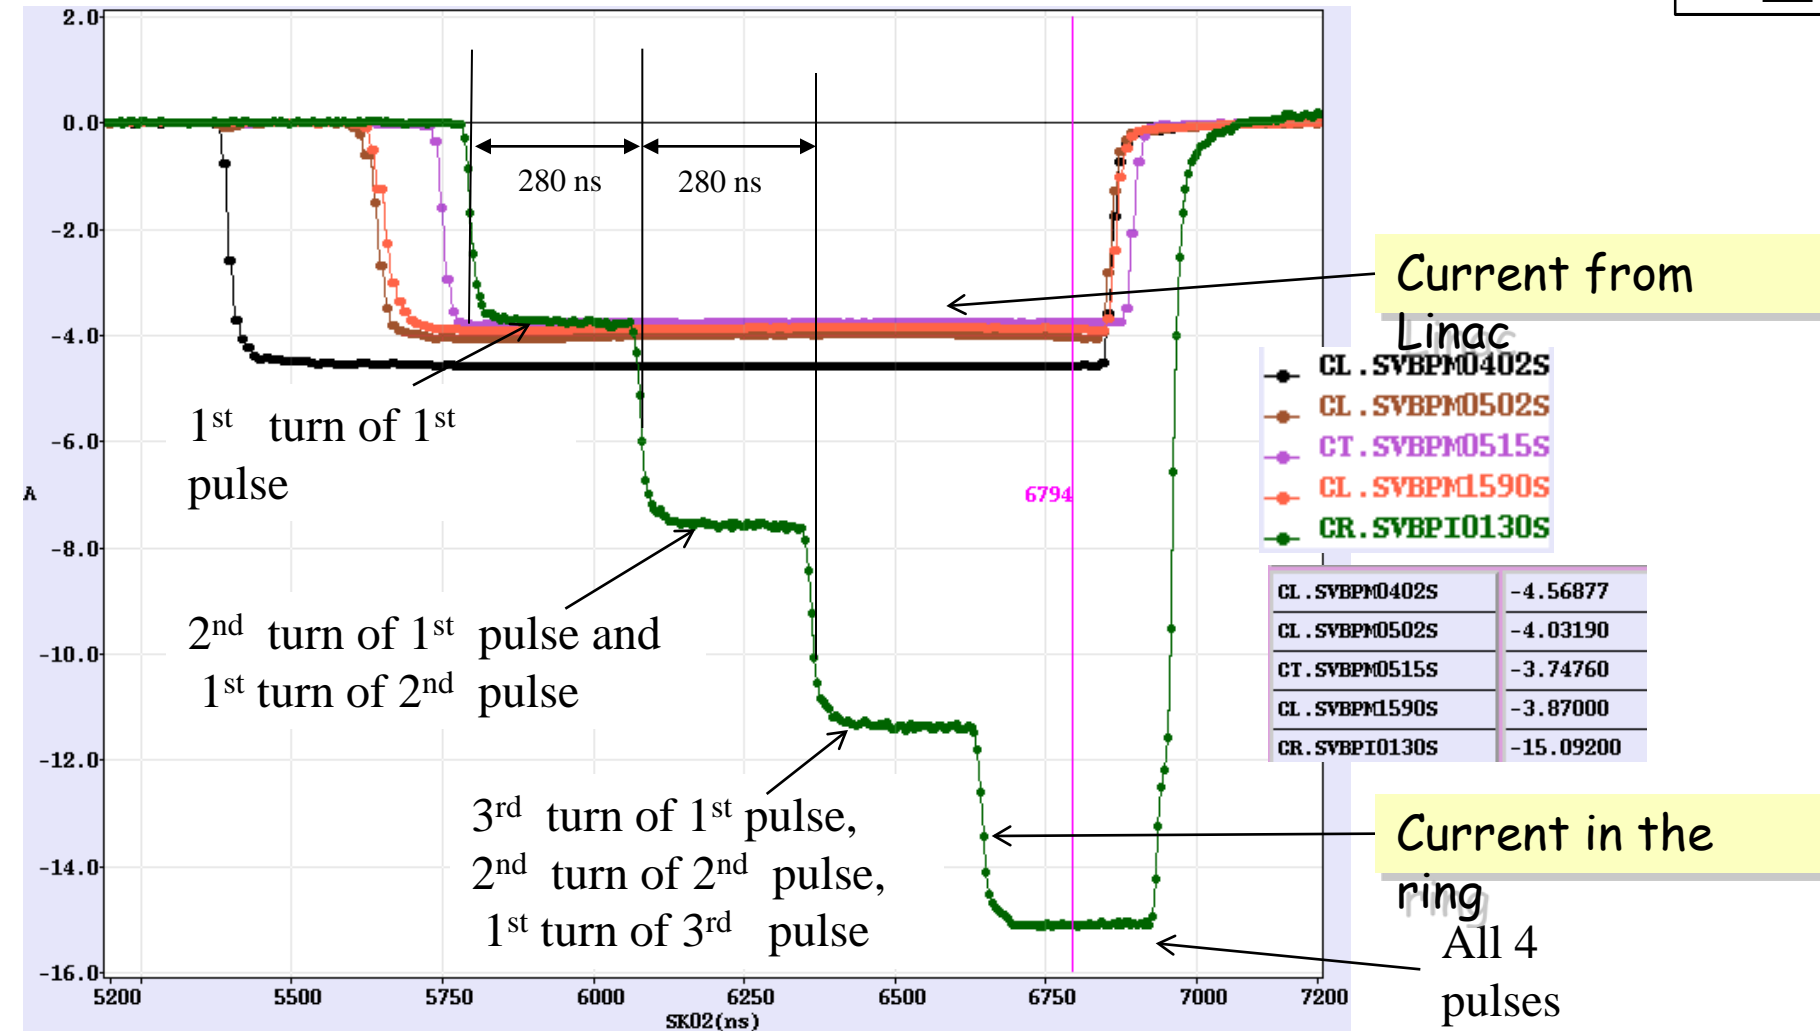 2.0
0.0
-2.0
-4.0
-6.0
-8.0
-10.0
-12.0
-14.0
-16.0
A
280 ns
280 ns
1st turn of 1st
pulse
2nd turn of 1st pulse and
1st turn of 2nd pulse
3rd turn of 1st pulse,
2nd turn of 2nd pulse,
1st turn of 3rd pulse
6794
Current from
Linac
CL.SVBPM0402S
CL.SVBPM0502S
CT.SVBPM0515S
CL.SVBPM1590S
CR.SVBPI0130S
CL.SVBPM0402S -4.56877
CL.SVBPM0502S -4.03190
CT.SVBPM0515S -3.74760
CL.SVBPM1590S -3.87000
CR.SVBPI0130S -15.09200
Current in the
ring
All 4
pulses
5200 5500 5750 6000 6250 6500 6750 7000 7200
SK02(ns)